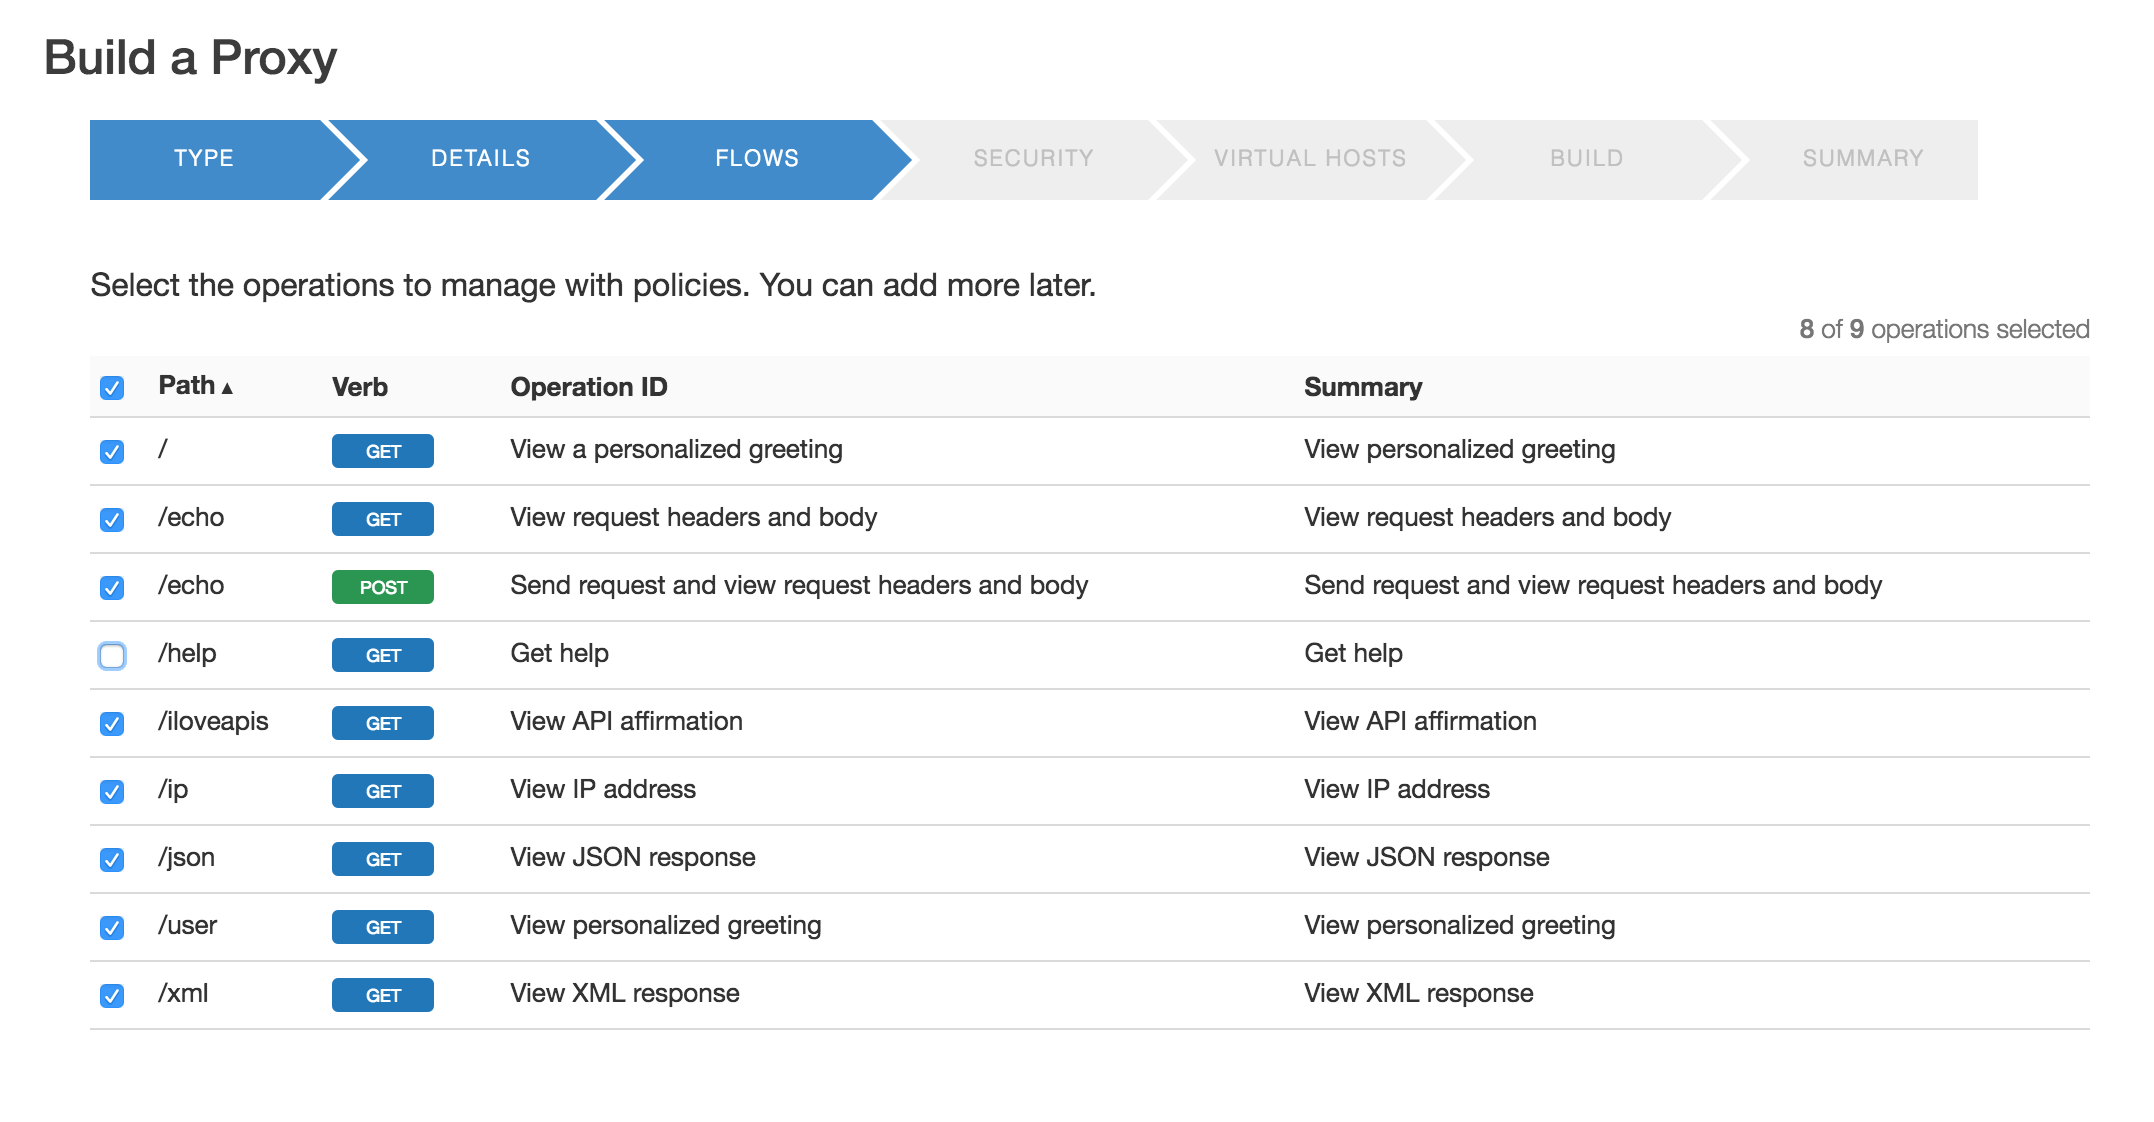 Build a Proxy
TYPE DETAILS FLOWS SECURITY VIRTUAL HOSTS BUILD SUMMARY
Select the operations to manage with policies. You can add more later.
8 of 9 operations selected
Path ▲ Verb Operation ID Summary
/ GET View a personalized greeting View personalized greeting
/echo GET View request headers and body View request headers and body
/echo POST Send request and view request headers and body Send request and view request headers and body
/help GET Get help Get help
/iloveapis GET View API affirmation View API affirmation
/ip GET View IP address View IP address
/json GET View JSON response View JSON response
/user GET View personalized greeting View personalized greeting
/xml GET View XML response View XML response